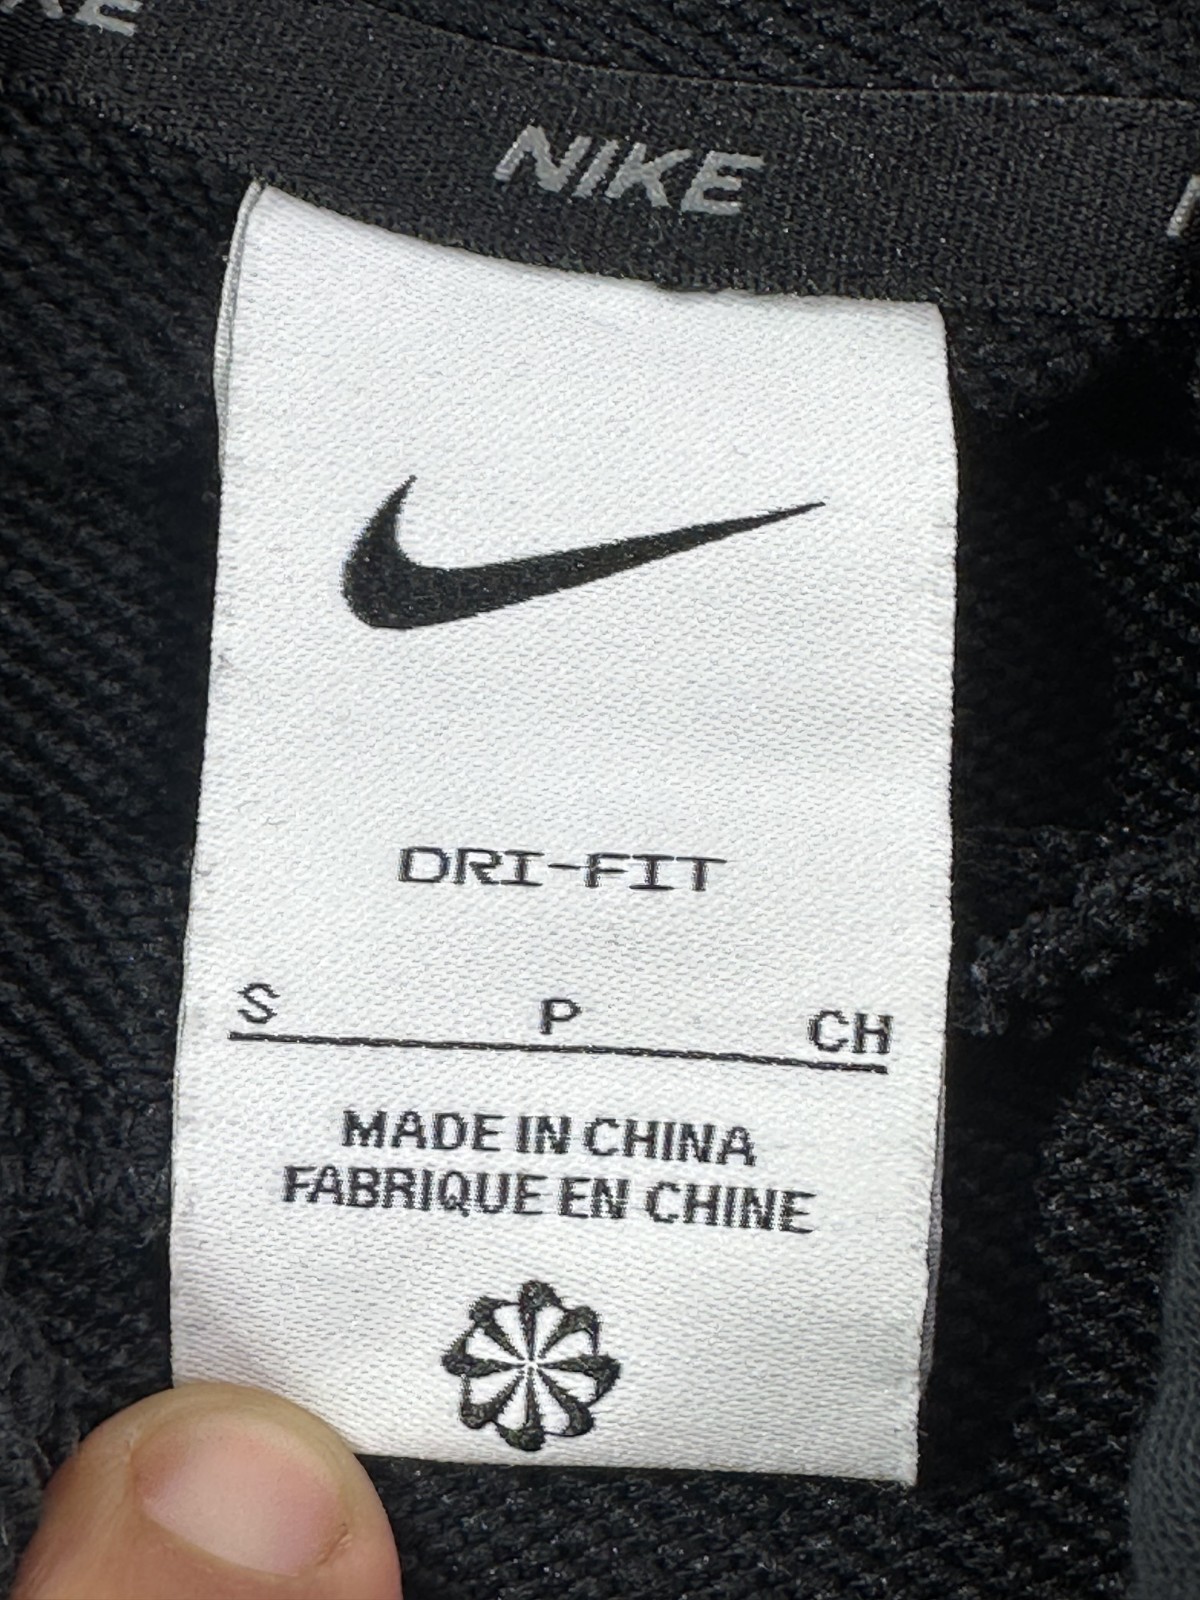 NIKE
DRI-FIT
S P CH
MADE IN CHINA
FABRIQUE EN CHINE